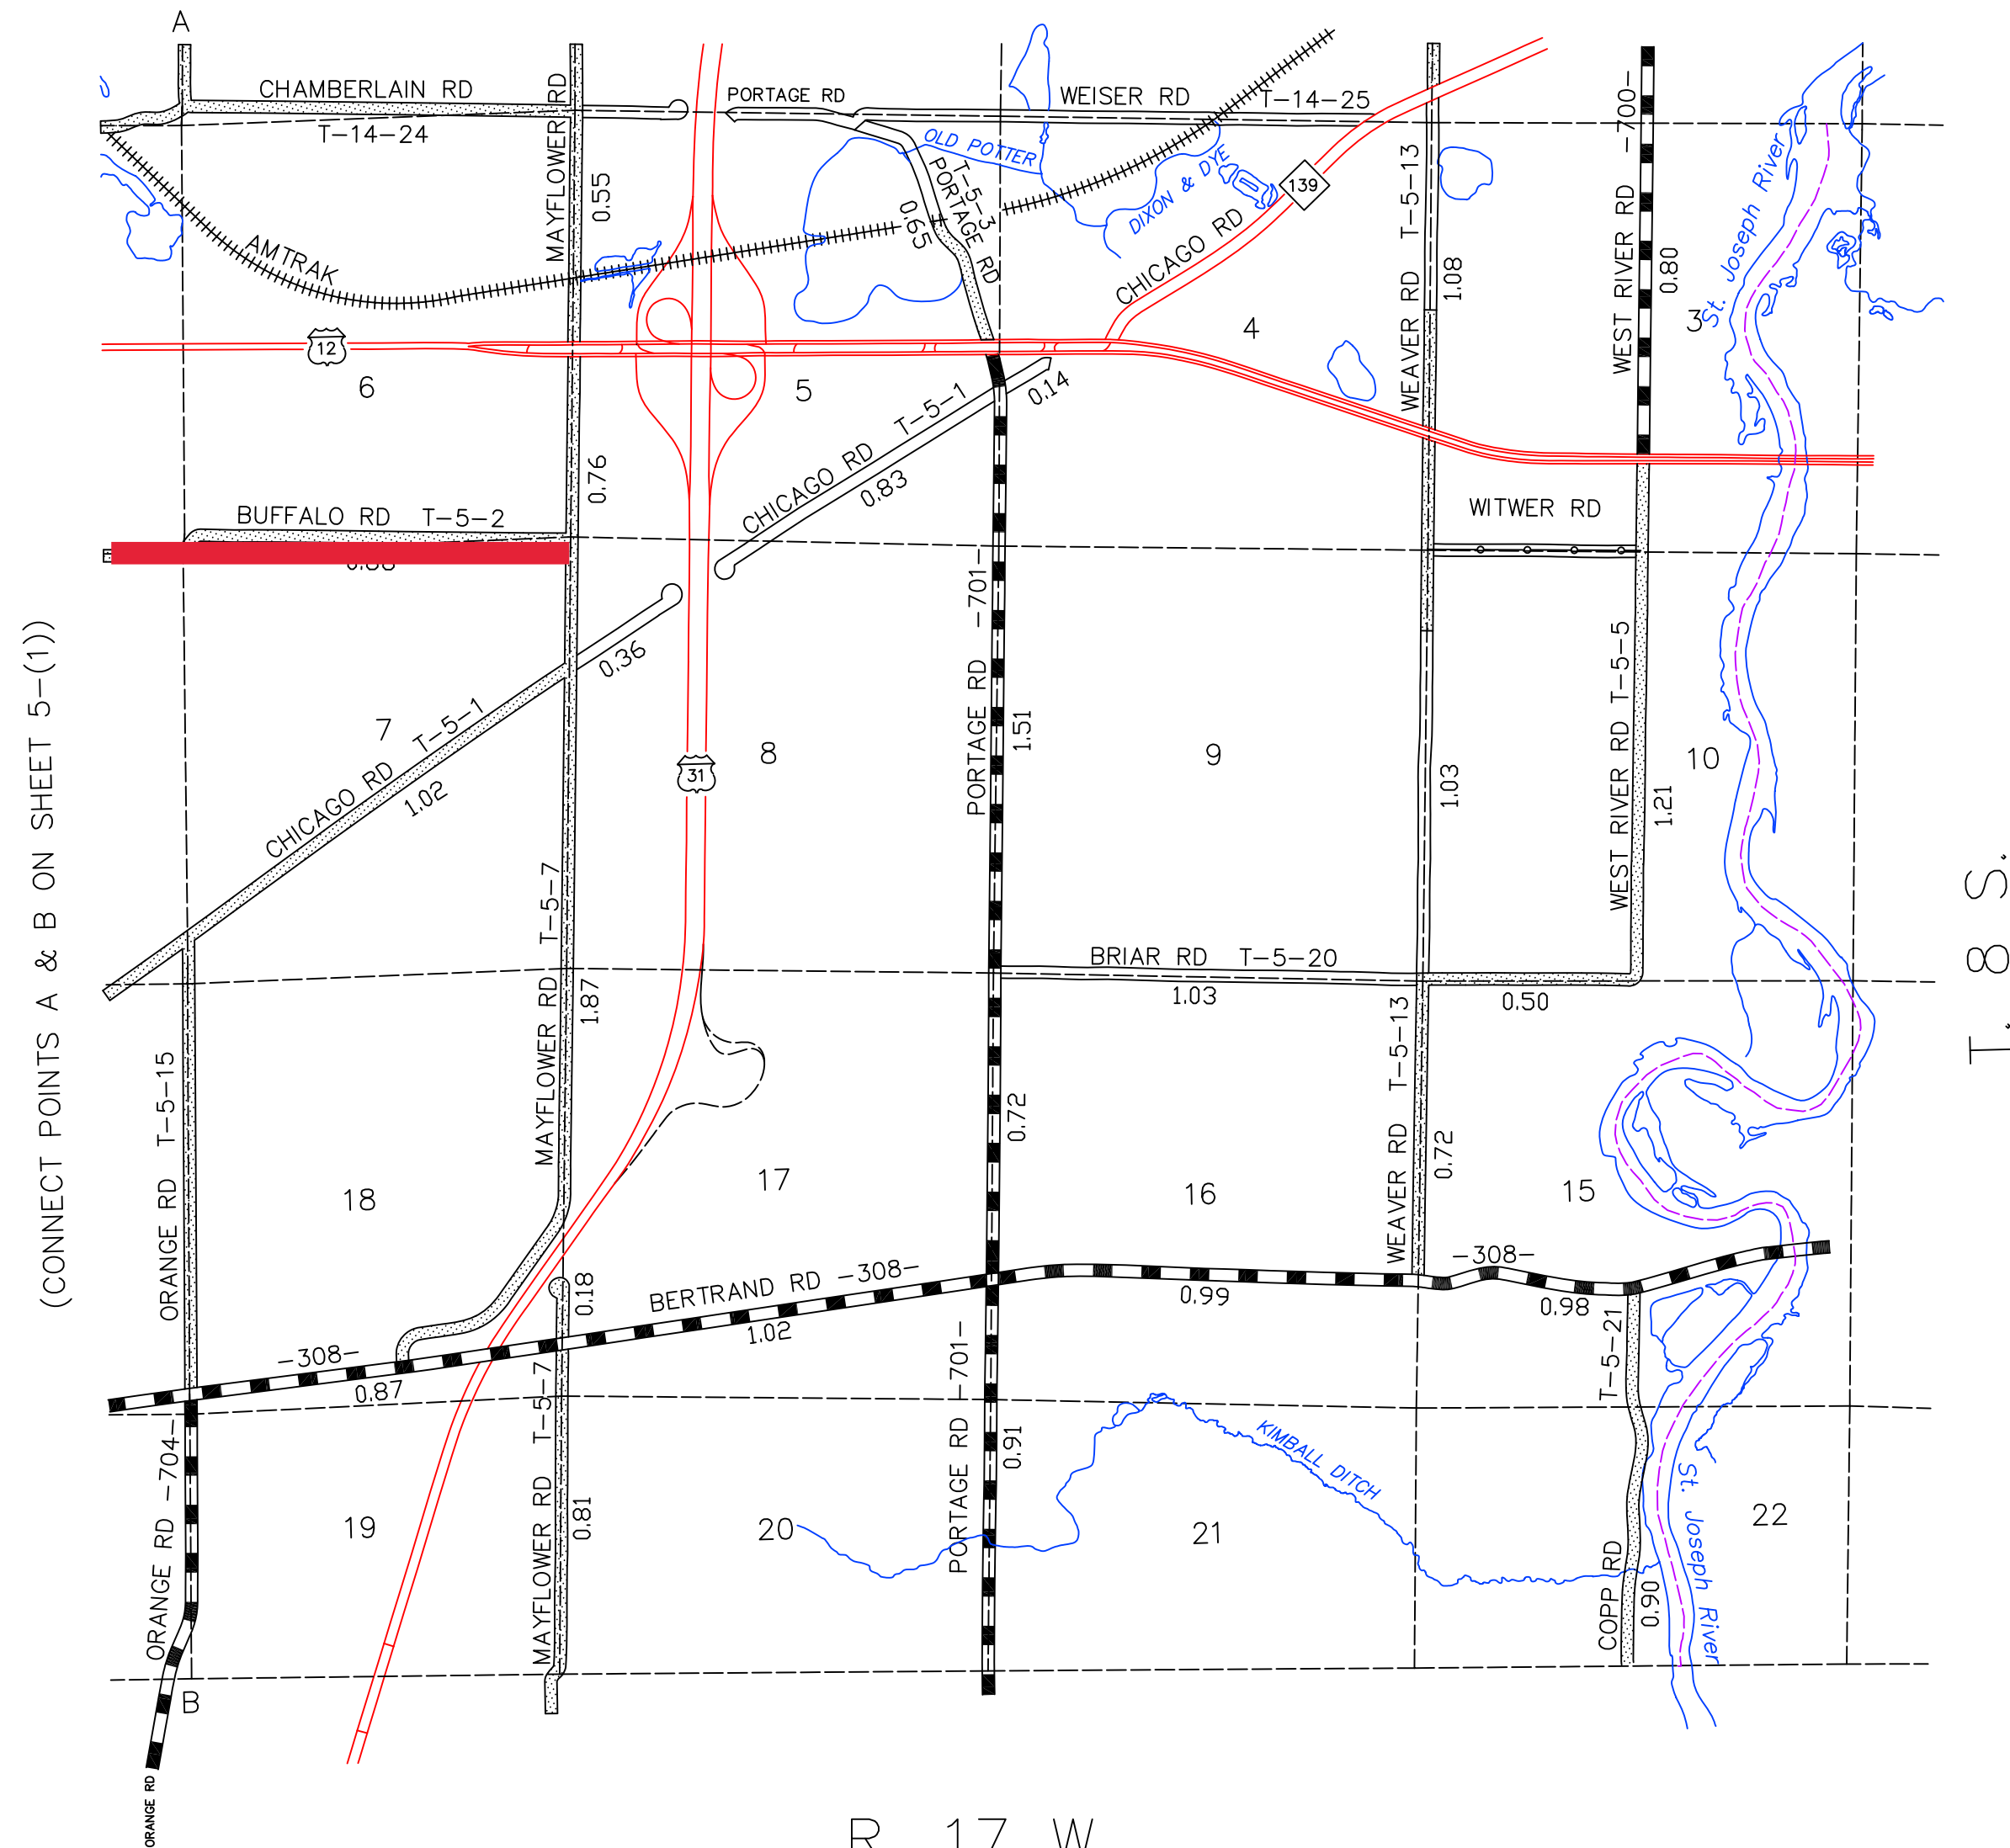 A
CHAMBERLAIN RD
T-14-24
MAYFLOWER RD
0.55
PORTAGE RD
WEISER RD
T-14-25
OLD POTTER
T-5-3
PORTAGE RD
0.65
DIXON & DYE
139
CHICAGO RD
T-5-13
WEAVER RD
1.08
-700-
WEST RIVER RD
0.80
St. Joseph River
St. Joseph River
AMTRAK
12
6
5
4
3
0.76
CHICAGO RD T-5-1
0.83
0.14
BUFFALO RD T-5-2
WITWER RD
(CONNECT POINTS A & B ON SHEET 5-(1))
0.36
7
CHICAGO RD T-5-1
1.02
31
8
PORTAGE RD -701-
1.51
9
1.03
WEST RIVER RD T-5-5
1.21
10
T. 8 S.
MAYFLOWER RD T-5-7
1.87
BRIAR RD T-5-20
1.03
0.50
ORANGE RD T-5-15
18
17
0.72
16
WEAVER RD T-5-13
0.72
15
0.18
BERTRAND RD -308-
1.02
0.99
-308-
0.98
-308-
0.87
T-5-21
COPP RD
0.90
ORANGE RD -704-
19
MAYFLOWER RD T-5-7
0.81
20
PORTAGE RD -701-
0.91
KIMBALL DITCH
21
22
St. Joseph River
B
ORANGE RD
R 17 W